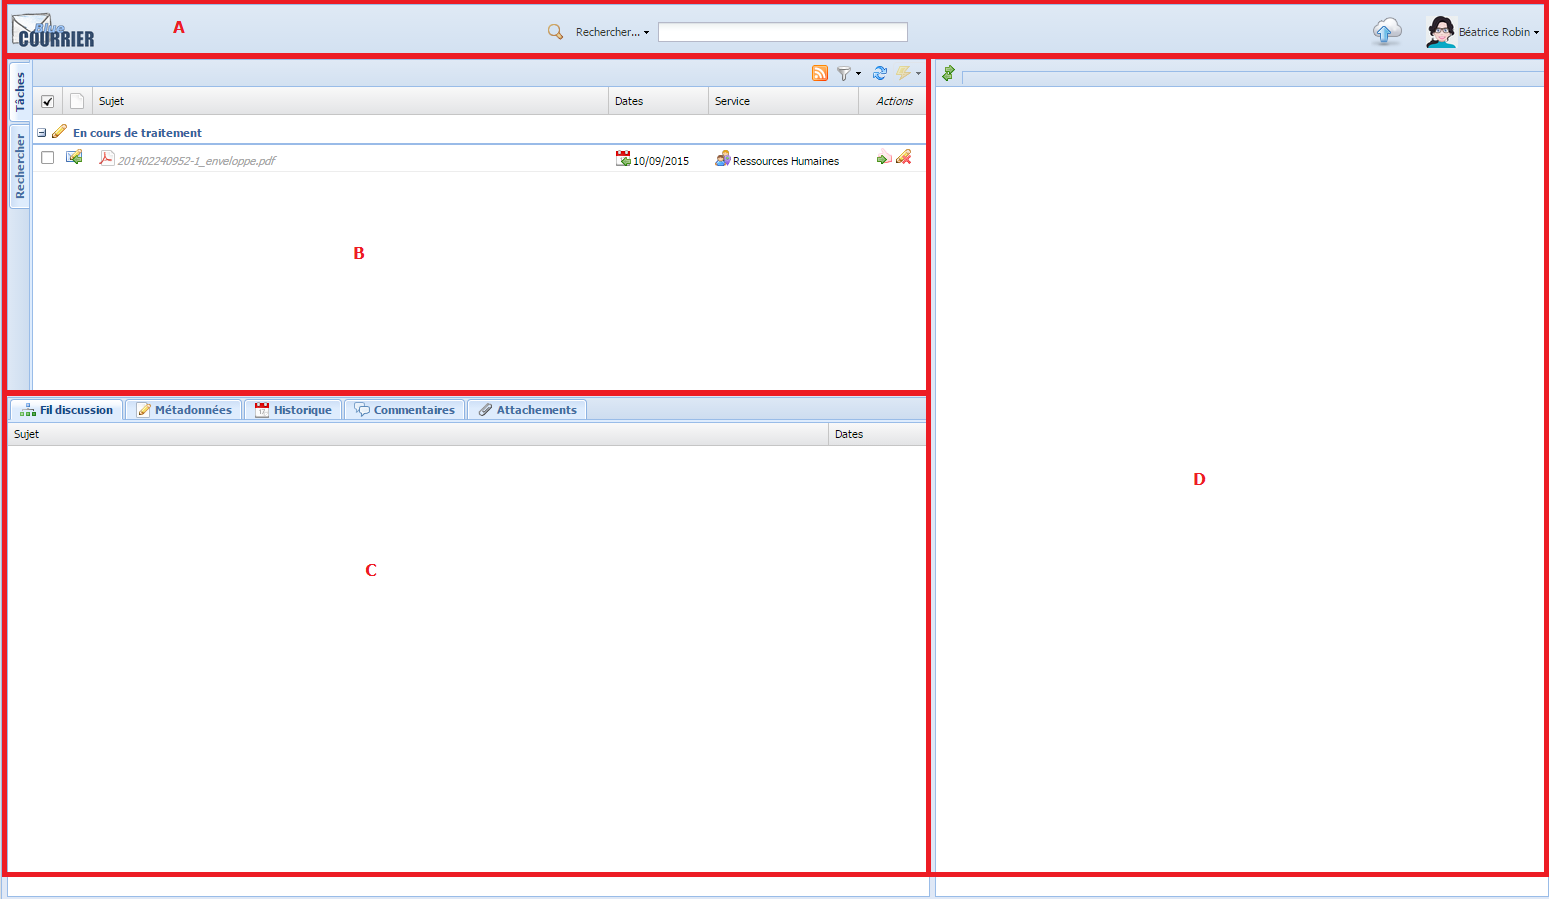 Blue
COURRIER
A
Rechercher...
Béatrice Robin
Tâches
Rechercher
Sujet
Dates
Service
Actions
En cours de traitement
201402240952-1_enveloppe.pdf
10/09/2015
Ressources Humaines
B
Fil discussion
Métadonnées
Historique
Commentaires
Attachements
Sujet
Dates
C
D